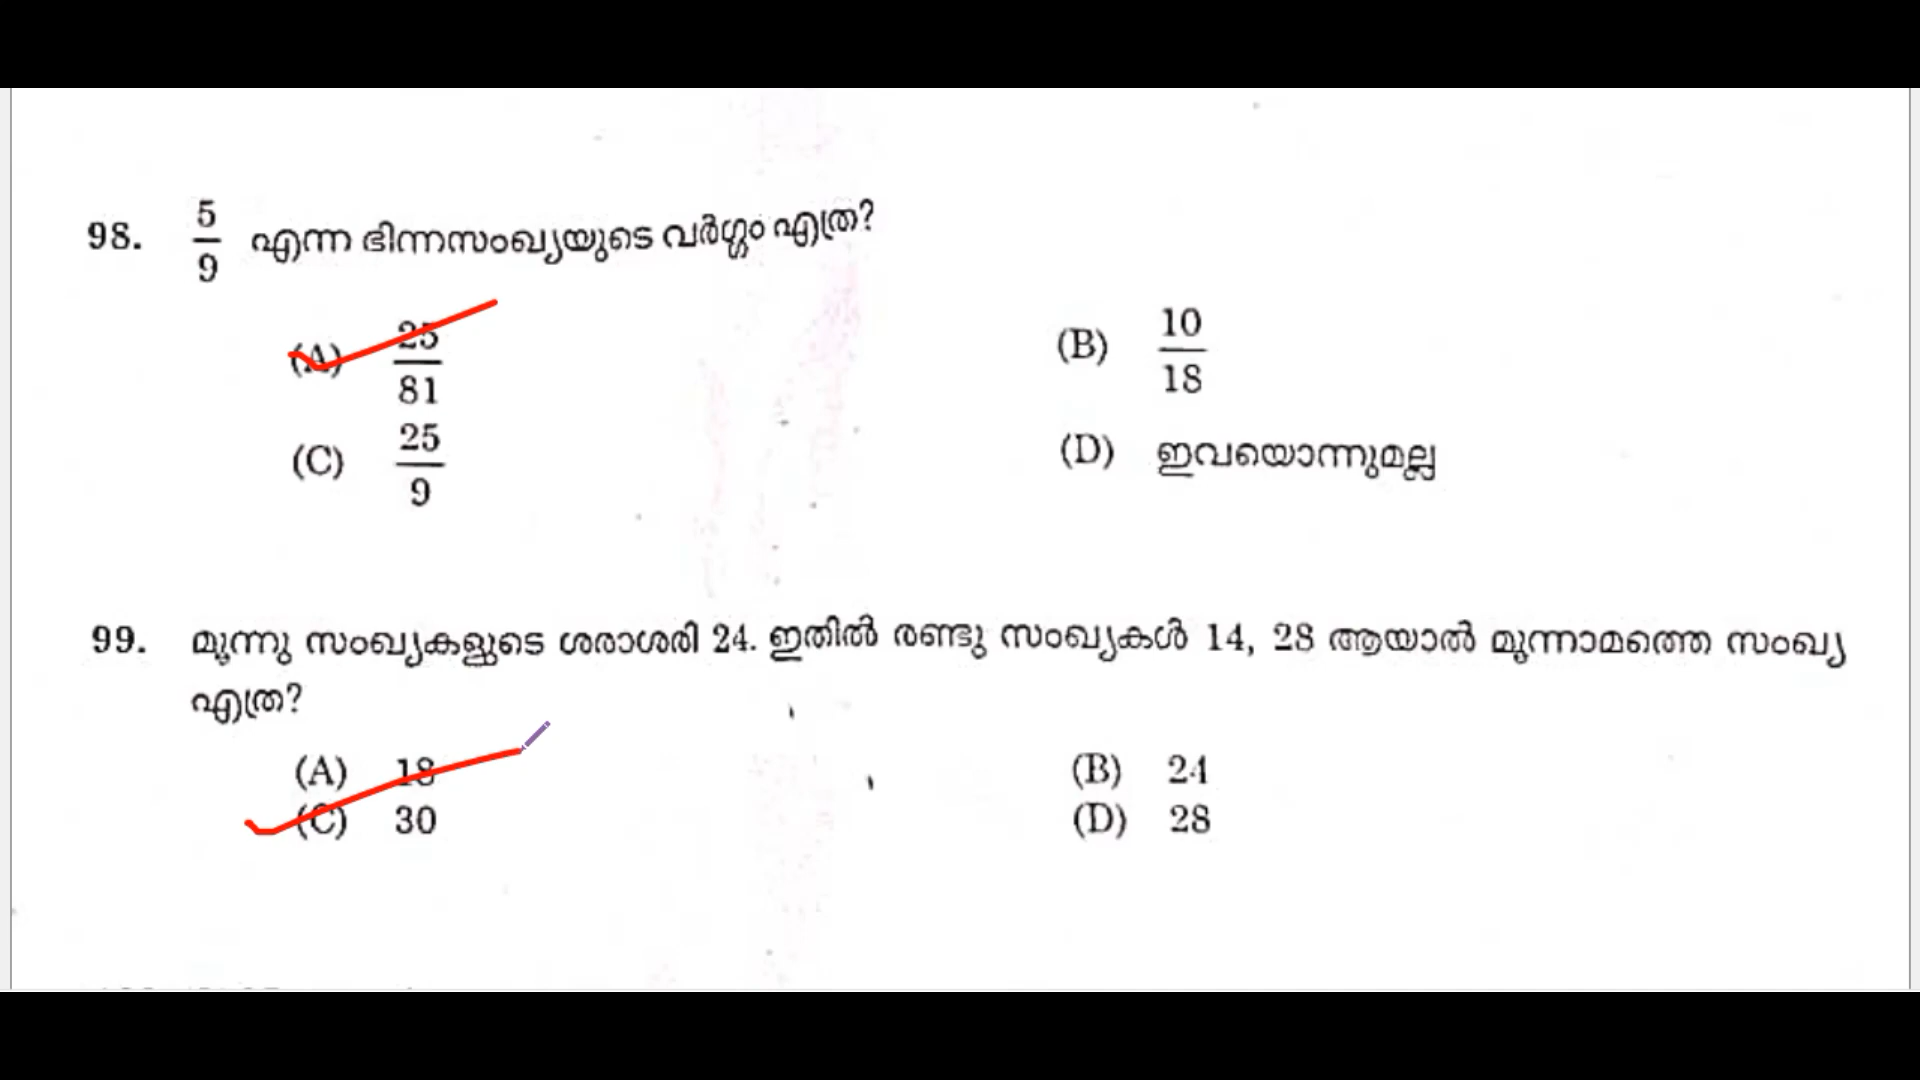 98. 5/9 എന്ന ഭിന്നസംഖ്യയുടെ വർഗ്ഗം എത്ര?
(A) 25/81 (B) 10/18
(C) 25/9 (D) ഇവയൊന്നുമല്ല
99. മൂന്നു സംഖ്യകളുടെ ശരാശരി 24. ഇതിൽ രണ്ടു സംഖ്യകൾ 14, 28 ആയാൽ മൂന്നാമത്തെ സംഖ്യ
എത്ര?
(A) 18 (B) 24
(C) 30 (D) 28